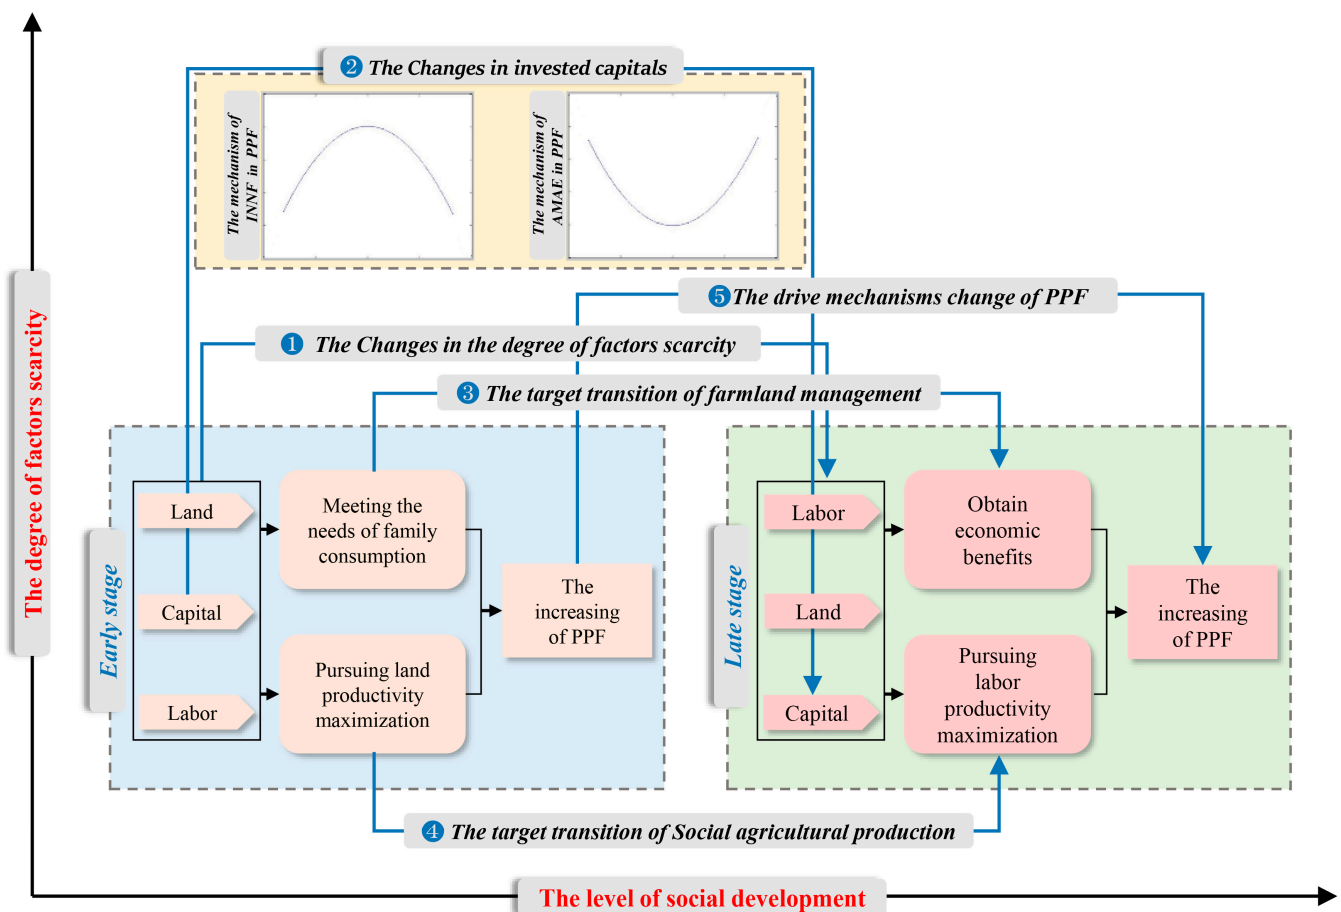 ❷ The Changes in invested capitals
The mechanism of
INNF in PPF
The mechanism of
AMAE in PPF
❺ The drive mechanisms change of PPF
❶ The Changes in the degree of factors scarcity
❸ The target transition of farmland management
The degree of factors scarcity
Early stage
Land
Capital
Labor
Meeting the
needs of family
consumption
Pursuing land
productivity
maximization
The
increasing
of PPF
Late stage
Labor
Land
Capital
Obtain
economic
benefits
Pursuing
labor
productivity
maximization
The
increasing
of PPF
❹ The target transition of Social agricultural production
The level of social development